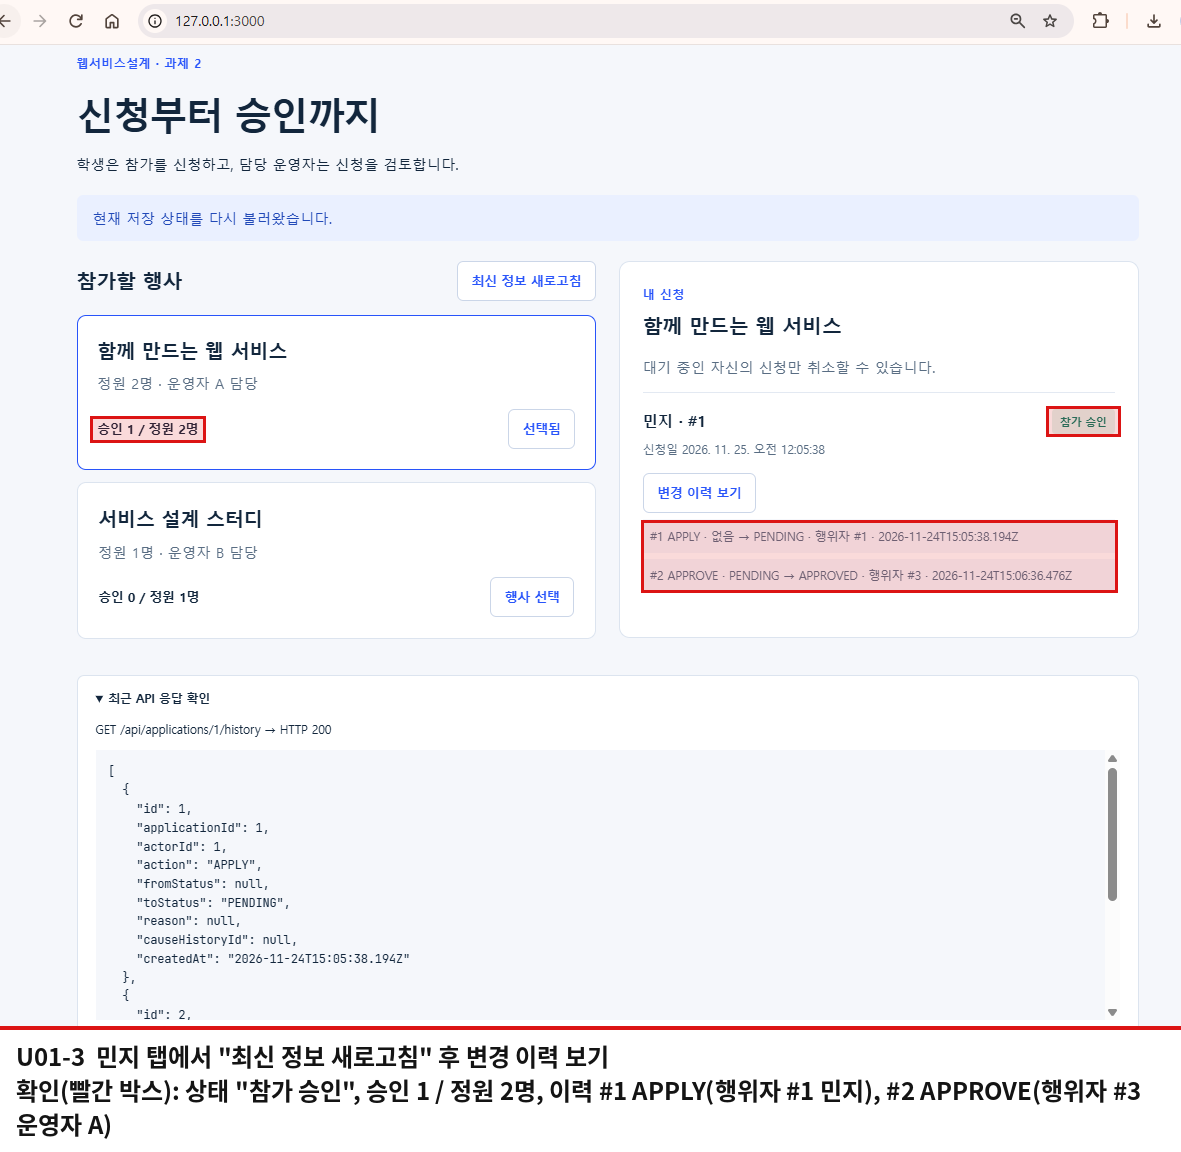 127.0.0.1:3000
웹서비스설계 · 과제 2
신청부터 승인까지
학생은 참가를 신청하고, 담당 운영자는 신청을 검토합니다.
현재 저장 상태를 다시 불러왔습니다.
참가할 행사
최신 정보 새로고침
함께 만드는 웹 서비스
정원 2명 · 운영자 A 담당
승인 1 / 정원 2명
선택됨
서비스 설계 스터디
정원 1명 · 운영자 B 담당
승인 0 / 정원 1명
행사 선택
내 신청
함께 만드는 웹 서비스
대기 중인 자신의 신청만 취소할 수 있습니다.
민지 · #1
참가 승인
신청일 2026. 11. 25. 오전 12:05:38
변경 이력 보기
#1 APPLY · 없음 → PENDING · 행위자 #1 · 2026-11-24T15:05:38.194Z
#2 APPROVE · PENDING → APPROVED · 행위자 #3 · 2026-11-24T15:06:36.476Z
▼ 최근 API 응답 확인
GET /api/applications/1/history → HTTP 200
[
{
"id": 1,
"applicationId": 1,
"actorId": 1,
"action": "APPLY",
"fromStatus": null,
"toStatus": "PENDING",
"reason": null,
"causeHistoryId": null,
"createdAt": "2026-11-24T15:05:38.194Z"
},
{
"id": 2,
U01-3 민지 탭에서 "최신 정보 새로고침" 후 변경 이력 보기
확인(빨간 박스): 상태 "참가 승인", 승인 1 / 정원 2명, 이력 #1 APPLY(행위자 #1 민지), #2 APPROVE(행위자 #3
운영자 A)